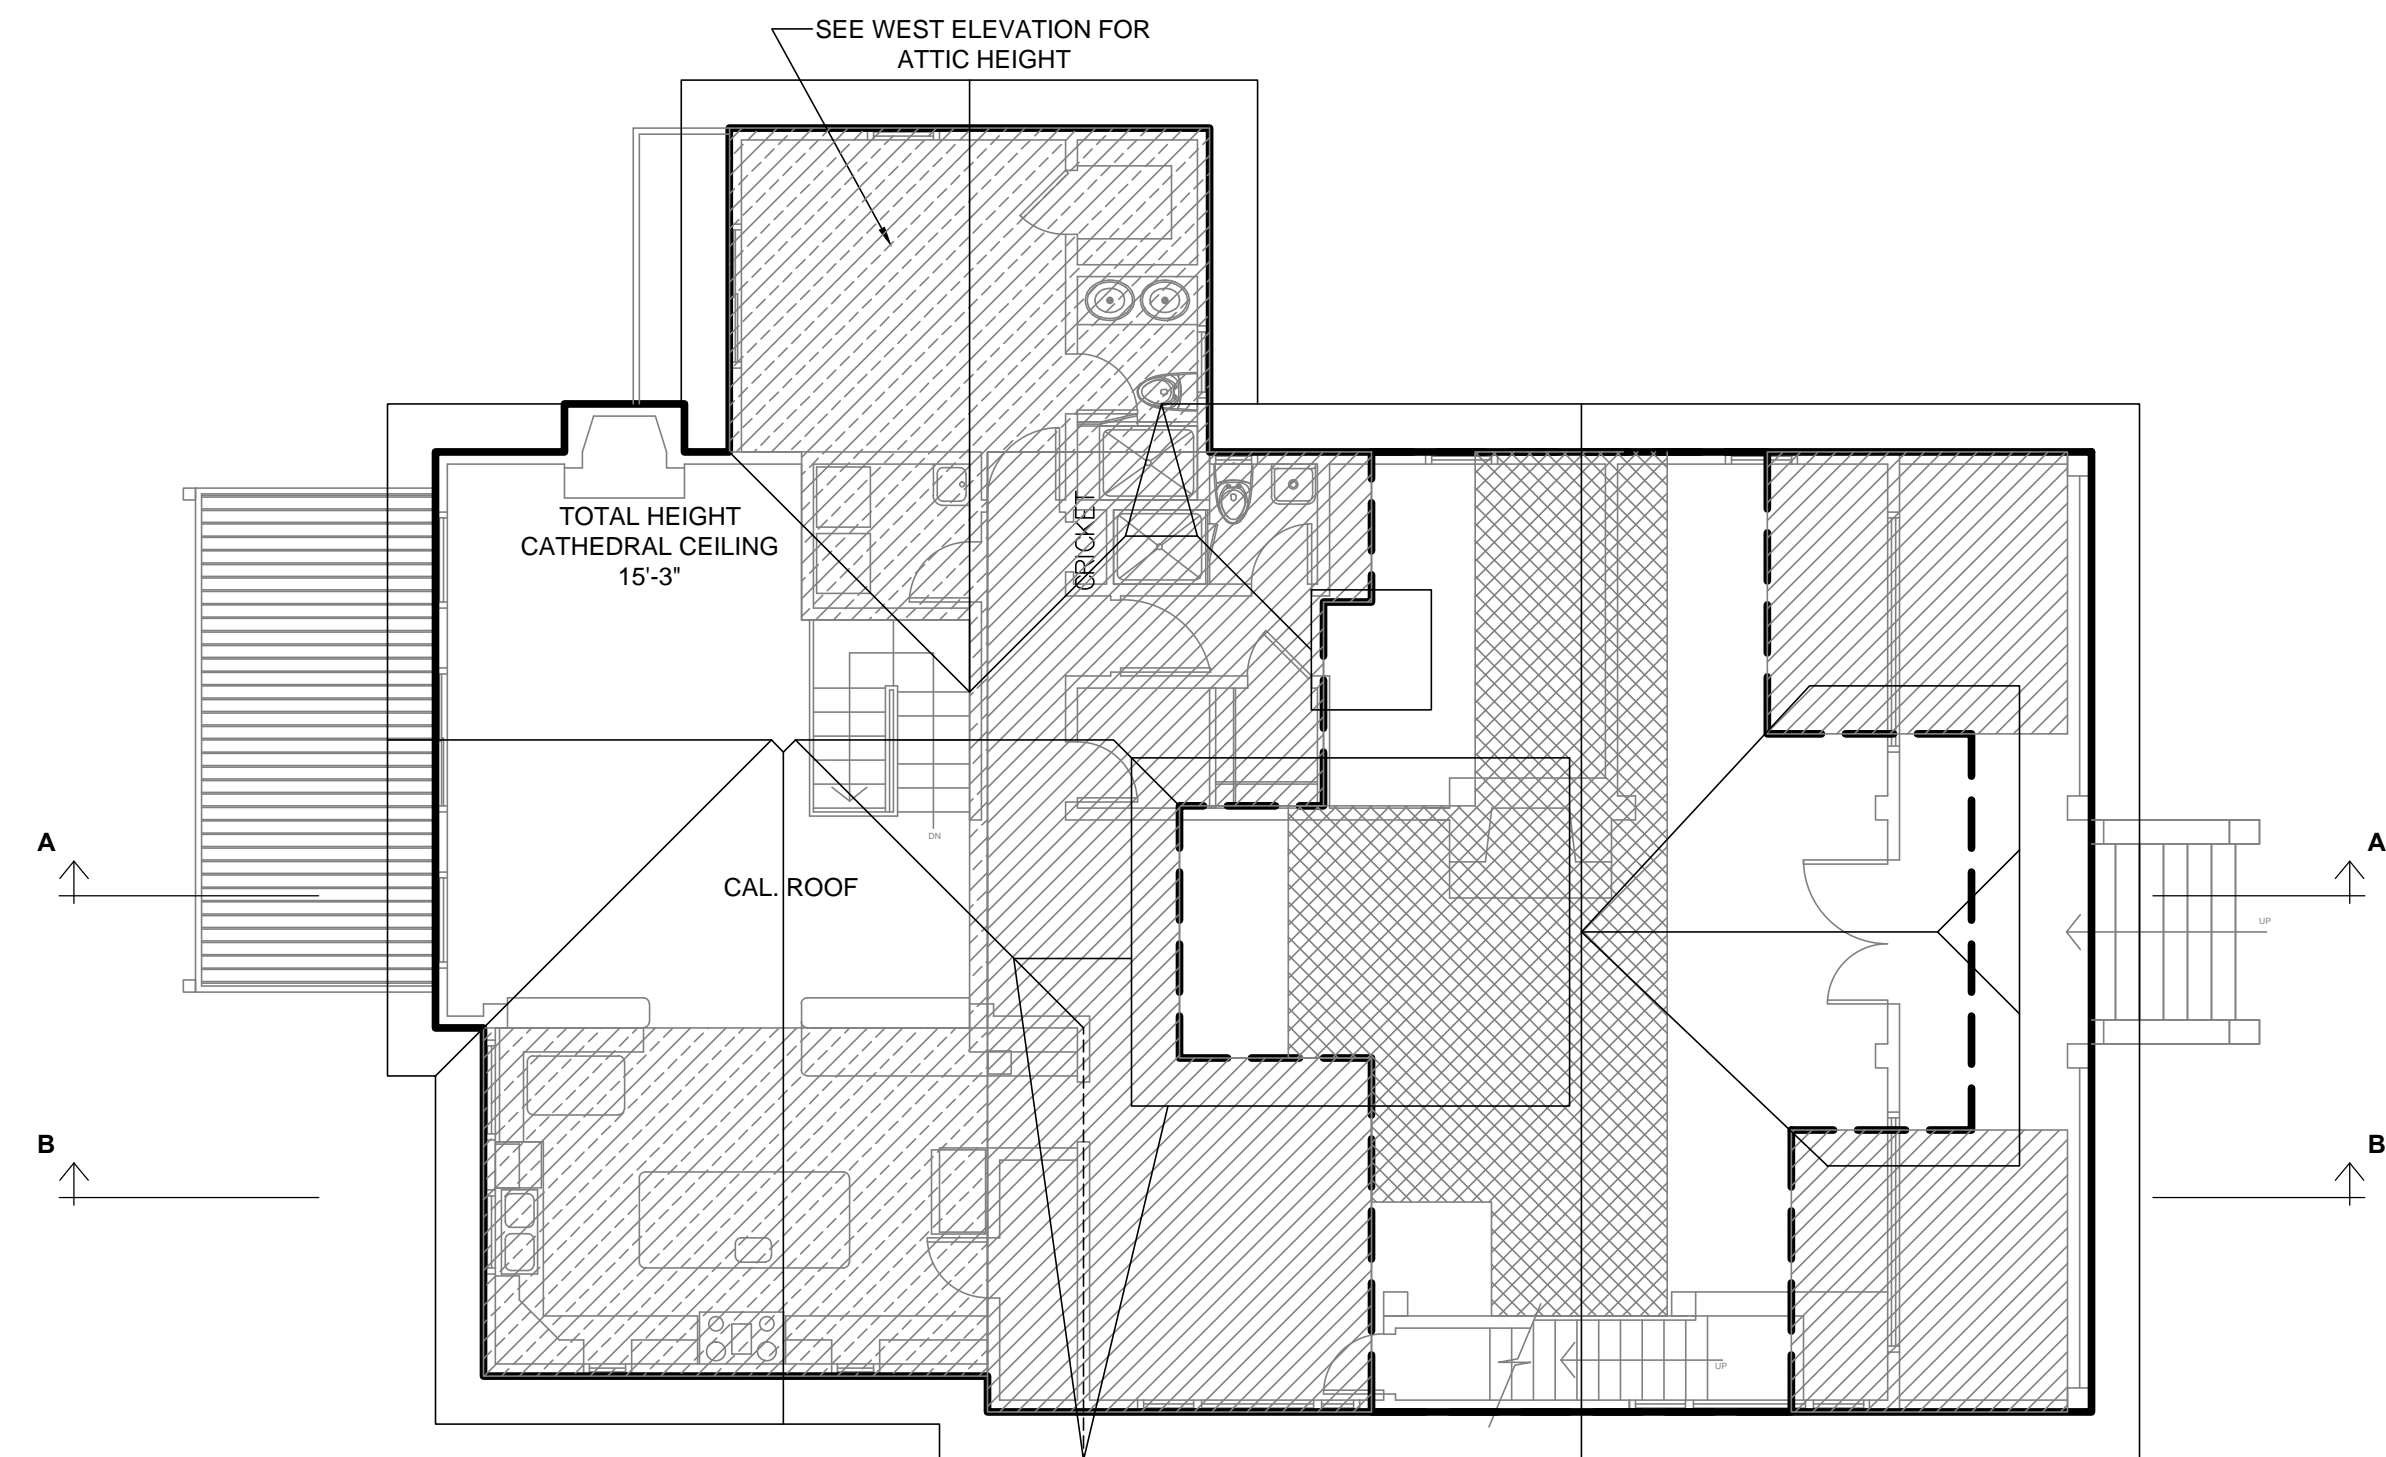 SEE WEST ELEVATION FOR
ATTIC HEIGHT
CRICKET
TOTAL HEIGHT
CATHEDRAL CEILING
15'-3"
DN
A
A
CAL. ROOF
UP
B
B
UP